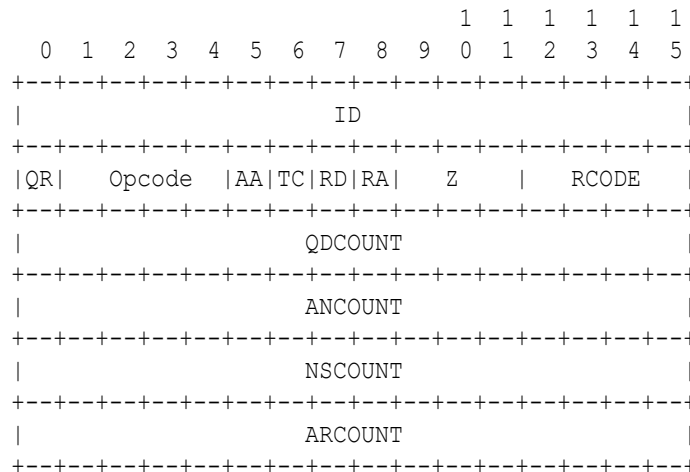 1  1  1  1  1  1
  0  1  2  3  4  5  6  7  8  9  0  1  2  3  4  5
+--+--+--+--+--+--+--+--+--+--+--+--+--+--+--+--+
|                      ID                       |
+--+--+--+--+--+--+--+--+--+--+--+--+--+--+--+--+
|QR|   Opcode  |AA|TC|RD|RA|   Z    |   RCODE   |
+--+--+--+--+--+--+--+--+--+--+--+--+--+--+--+--+
|                    QDCOUNT                    |
+--+--+--+--+--+--+--+--+--+--+--+--+--+--+--+--+
|                    ANCOUNT                    |
+--+--+--+--+--+--+--+--+--+--+--+--+--+--+--+--+
|                    NSCOUNT                    |
+--+--+--+--+--+--+--+--+--+--+--+--+--+--+--+--+
|                    ARCOUNT                    |
+--+--+--+--+--+--+--+--+--+--+--+--+--+--+--+--+